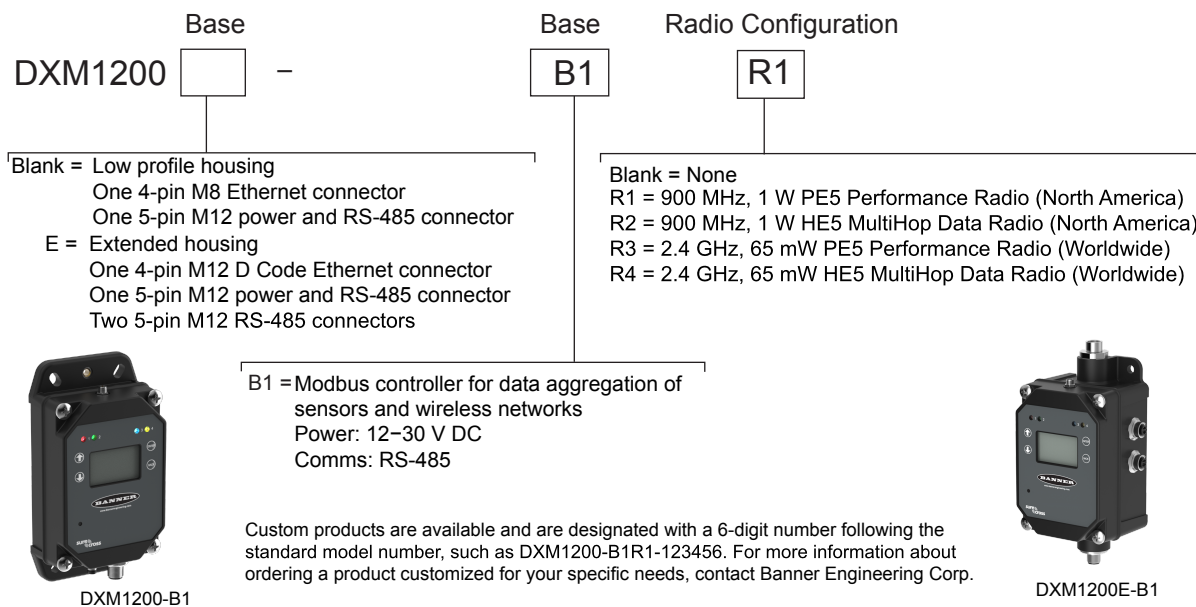 Base
Base
Radio Configuration
DXM1200
–
B1
R1
Blank = Low profile housing
One 4-pin M8 Ethernet connector
One 5-pin M12 power and RS-485 connector
E = Extended housing
One 4-pin M12 D Code Ethernet connector
One 5-pin M12 power and RS-485 connector
Two 5-pin M12 RS-485 connectors
Blank = None
R1 = 900 MHz, 1 W PE5 Performance Radio (North America)
R2 = 900 MHz, 1 W HE5 MultiHop Data Radio (North America)
R3 = 2.4 GHz, 65 mW PE5 Performance Radio (Worldwide)
R4 = 2.4 GHz, 65 mW HE5 MultiHop Data Radio (Worldwide)
B1 = Modbus controller for data aggregation of
sensors and wireless networks
Power: 12−30 V DC
Comms: RS-485
Custom products are available and are designated with a 6-digit number following the
standard model number, such as DXM1200-B1R1-123456. For more information about
ordering a product customized for your specific needs, contact Banner Engineering Corp.
BANNER
SURE CROSS
DXM1200-B1
BANNER
DXM1200E-B1